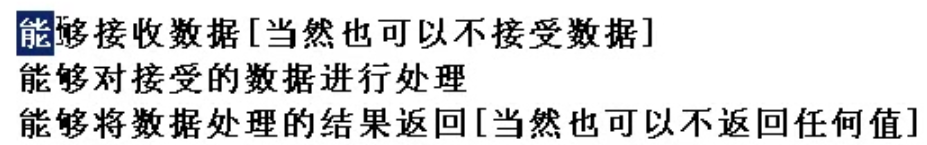 能够接收数据[当然也可以不接受数据]
能够对接受的数据进行处理
能够将数据处理的结果返回[当然也可以不返回任何值]